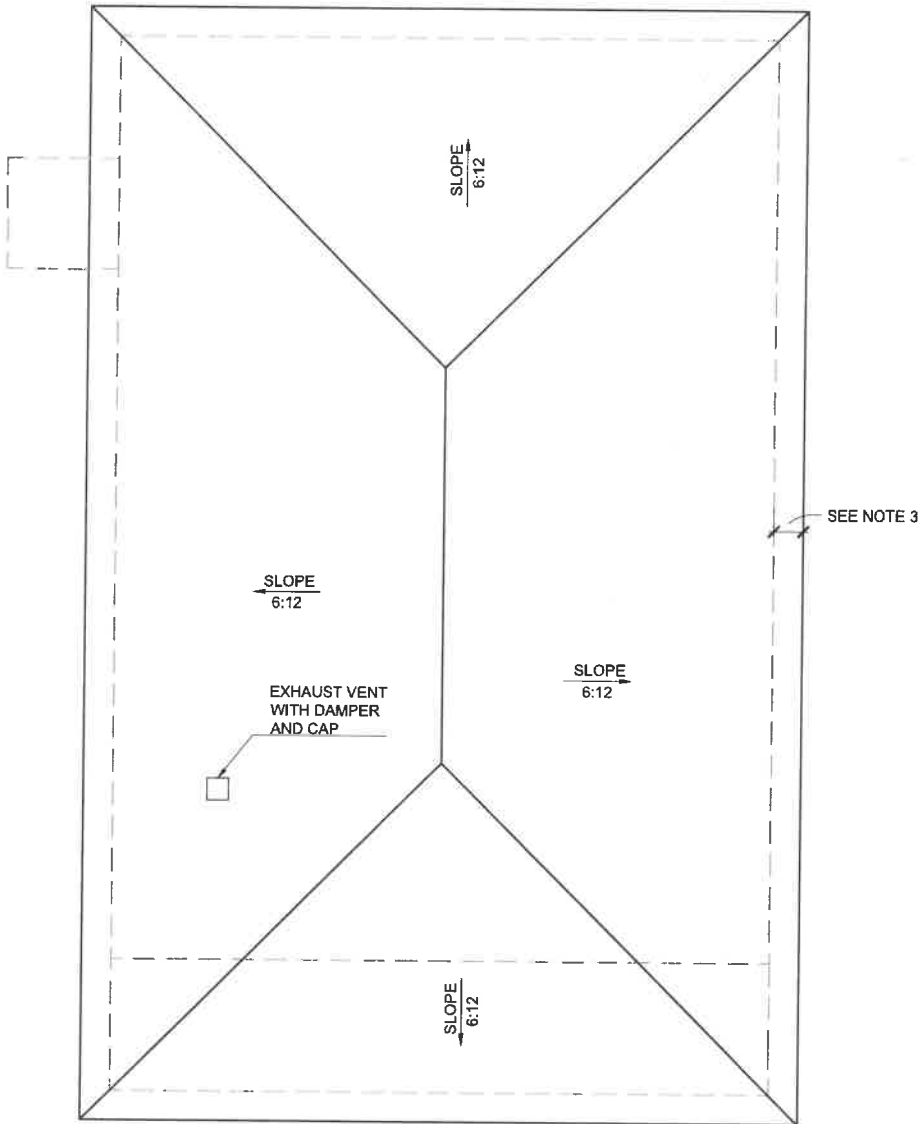 SLOPE
6:12
SEE NOTE 3
SLOPE
6:12
SLOPE
6:12
EXHAUST VENT
WITH DAMPER
AND CAP
SLOPE
6:12